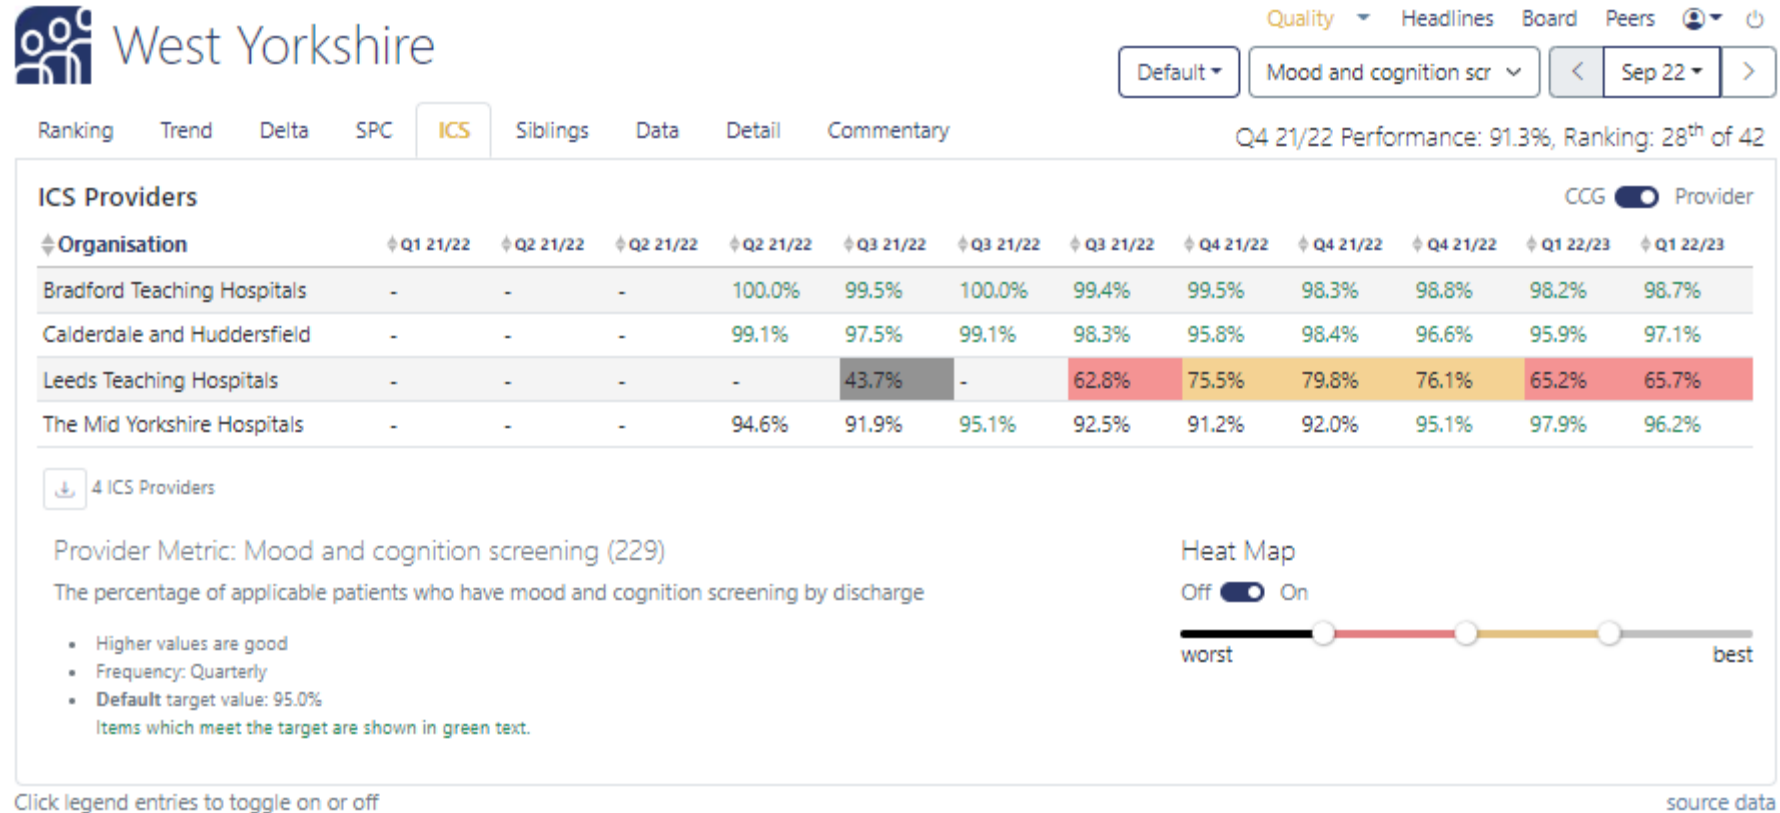 West Yorkshire
Quality Headlines Board Peers
Default Mood and cognition scr Sep 22
Ranking Trend Delta SPC ICS Siblings Data Detail Commentary
Q4 21/22 Performance: 91.3%, Ranking: 28th of 42
ICS Providers
CCG Provider
Organisation Q1 21/22 Q2 21/22 Q2 21/22 Q2 21/22 Q3 21/22 Q3 21/22 Q3 21/22 Q4 21/22 Q4 21/22 Q4 21/22 Q1 22/23 Q1 22/23
Bradford Teaching Hospitals - - - 100.0% 99.5% 100.0% 99.4% 99.5% 98.3% 98.8% 98.2% 98.7%
Calderdale and Huddersfield - - - 99.1% 97.5% 99.1% 98.3% 95.8% 98.4% 96.6% 95.9% 97.1%
Leeds Teaching Hospitals - - - - 43.7% - 62.8% 75.5% 79.8% 76.1% 65.2% 65.7%
The Mid Yorkshire Hospitals - - - 94.6% 91.9% 95.1% 92.5% 91.2% 92.0% 95.1% 97.9% 96.2%
4 ICS Providers
Provider Metric: Mood and cognition screening (229)
The percentage of applicable patients who have mood and cognition screening by discharge
• Higher values are good
• Frequency: Quarterly
• Default target value: 95.0%
Items which meet the target are shown in green text.
Heat Map
Off On
worst best
Click legend entries to toggle on or off
source data